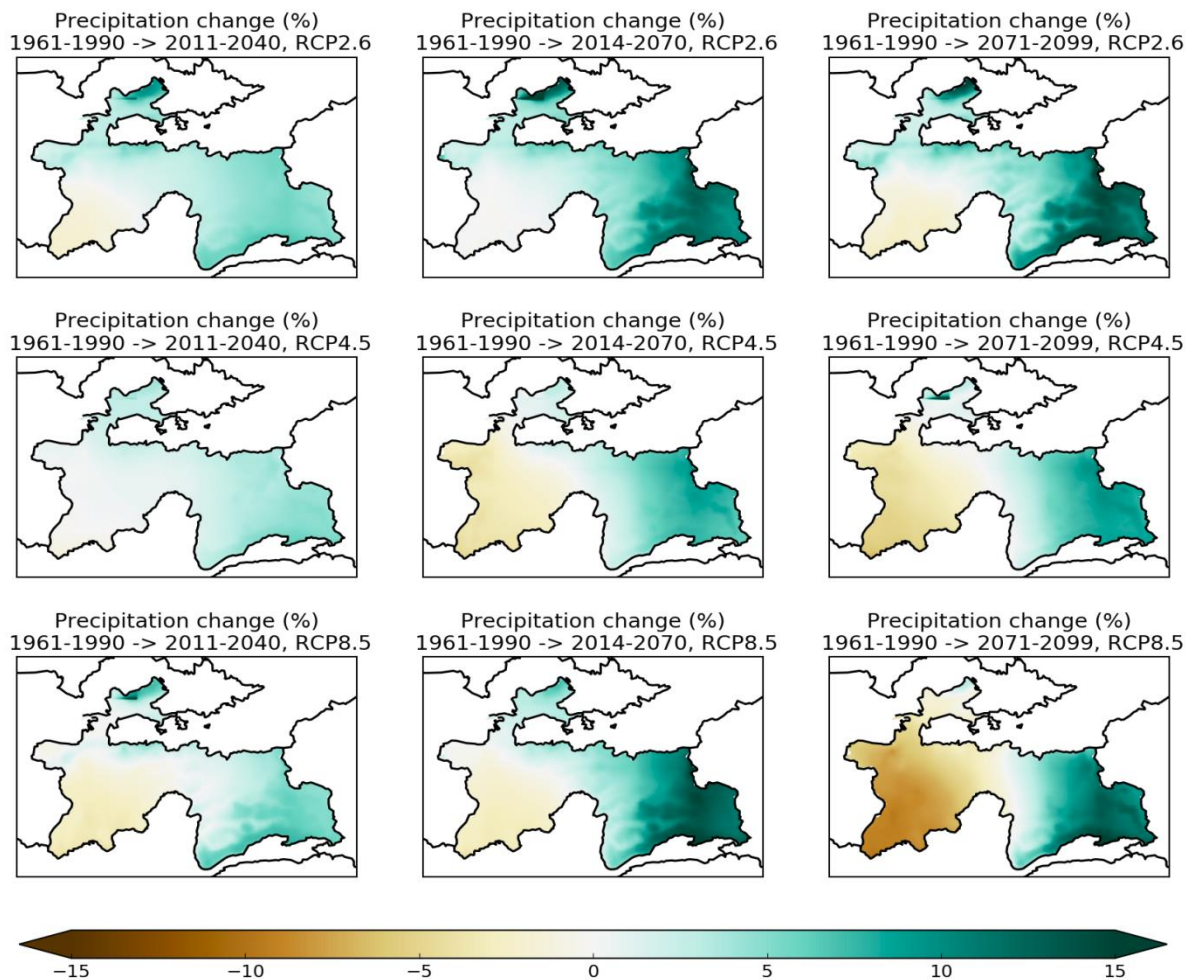 Precipitation change (%)
1961-1990 -> 2011-2040, RCP2.6
Precipitation change (%)
1961-1990 -> 2014-2070, RCP2.6
Precipitation change (%)
1961-1990 -> 2071-2099, RCP2.6
Precipitation change (%)
1961-1990 -> 2011-2040, RCP4.5
Precipitation change (%)
1961-1990 -> 2014-2070, RCP4.5
Precipitation change (%)
1961-1990 -> 2071-2099, RCP4.5
Precipitation change (%)
1961-1990 -> 2011-2040, RCP8.5
Precipitation change (%)
1961-1990 -> 2014-2070, RCP8.5
Precipitation change (%)
1961-1990 -> 2071-2099, RCP8.5
−15 −10 −5 0 5 10 15